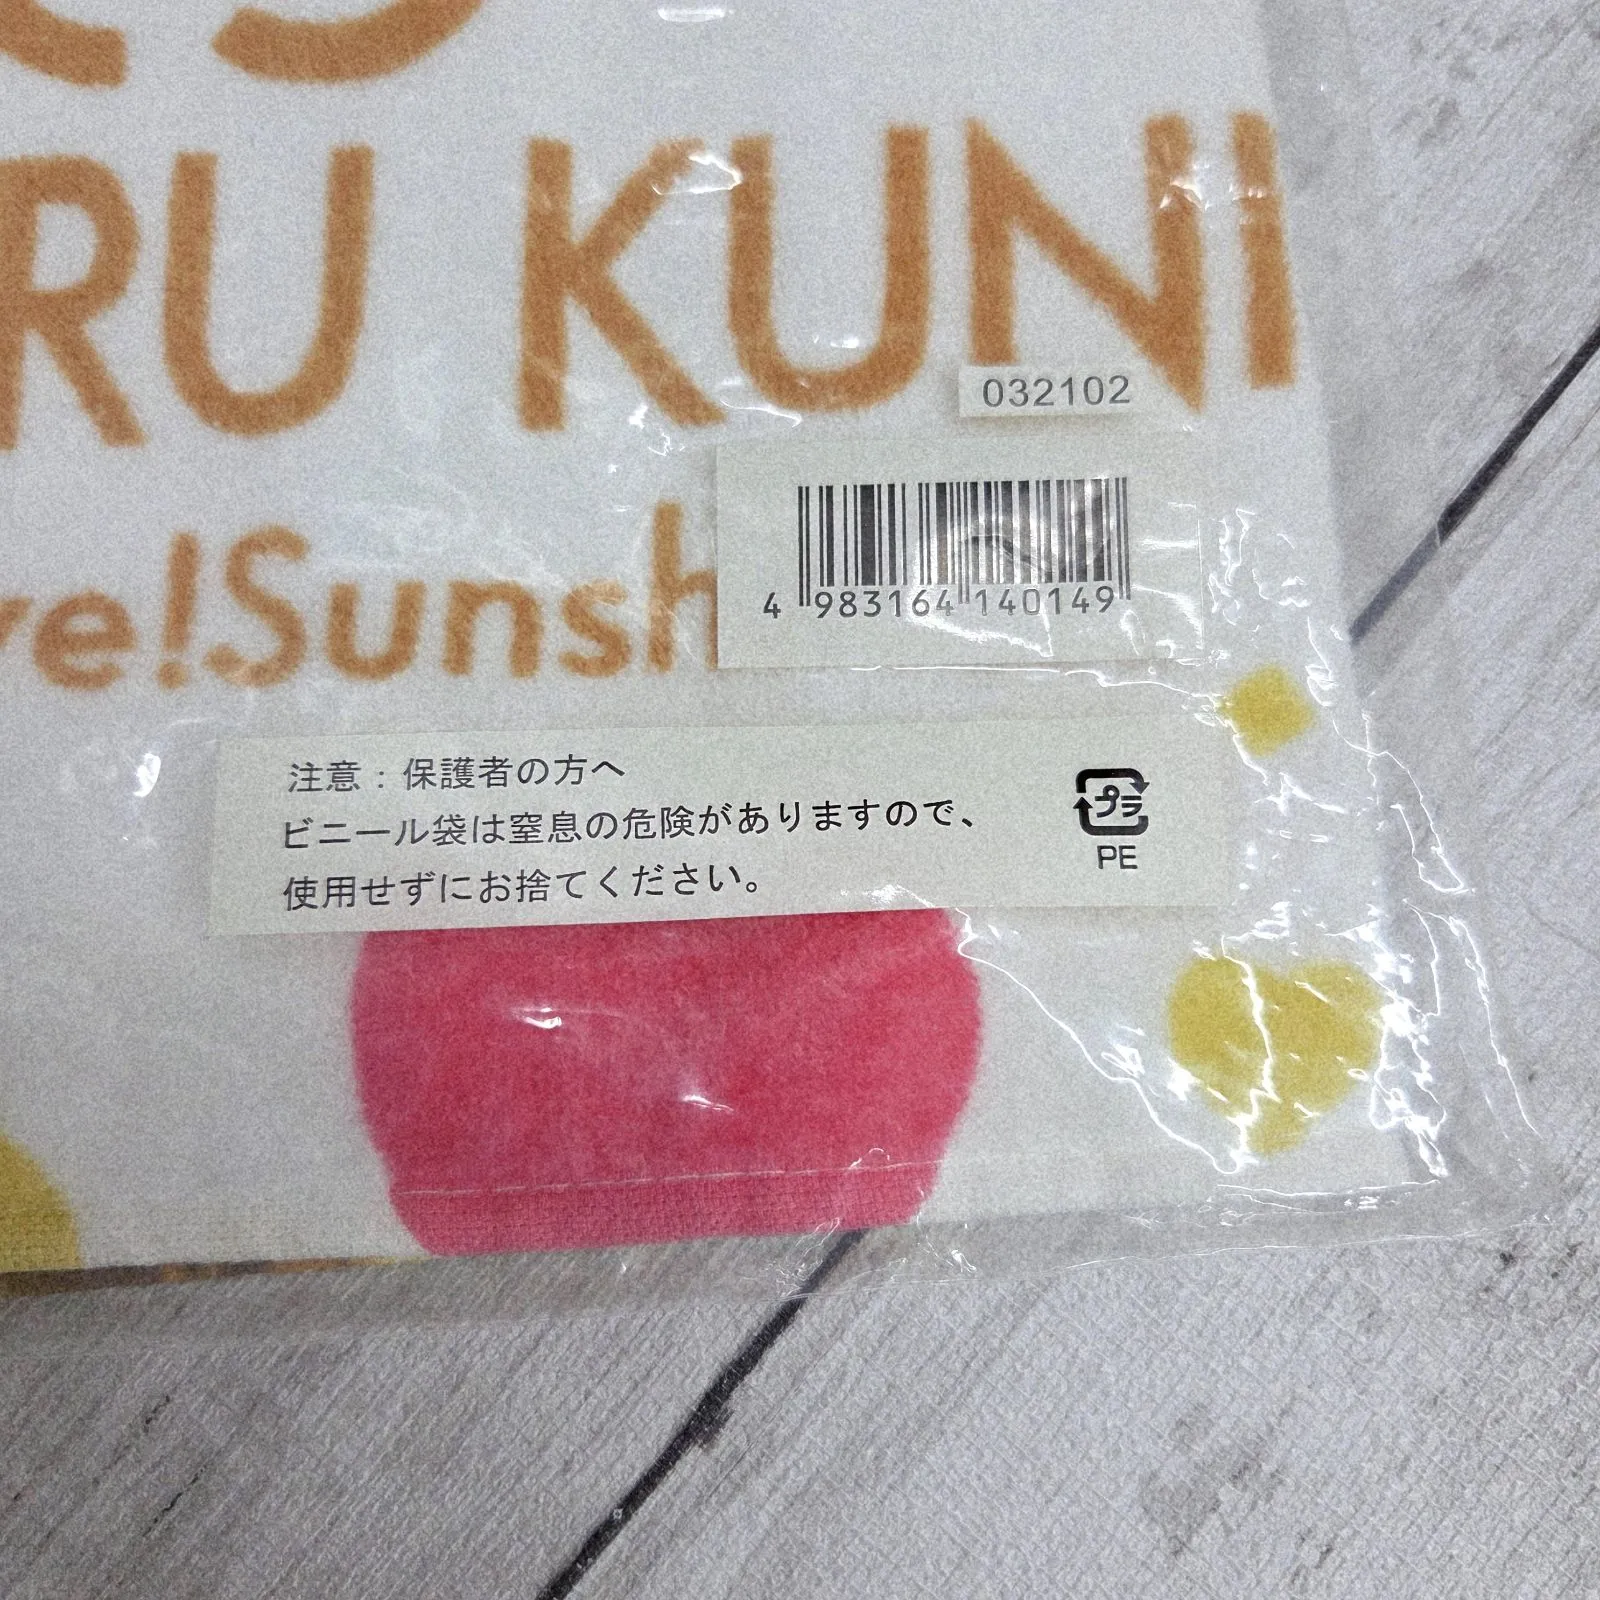 RU KUNI
032102
ve!Sunsh
4 983164 140149
注意：保護者の方へ
ビニール袋は窒息の危険がありますので、
使用せずにお捨てください。
プラ
PE